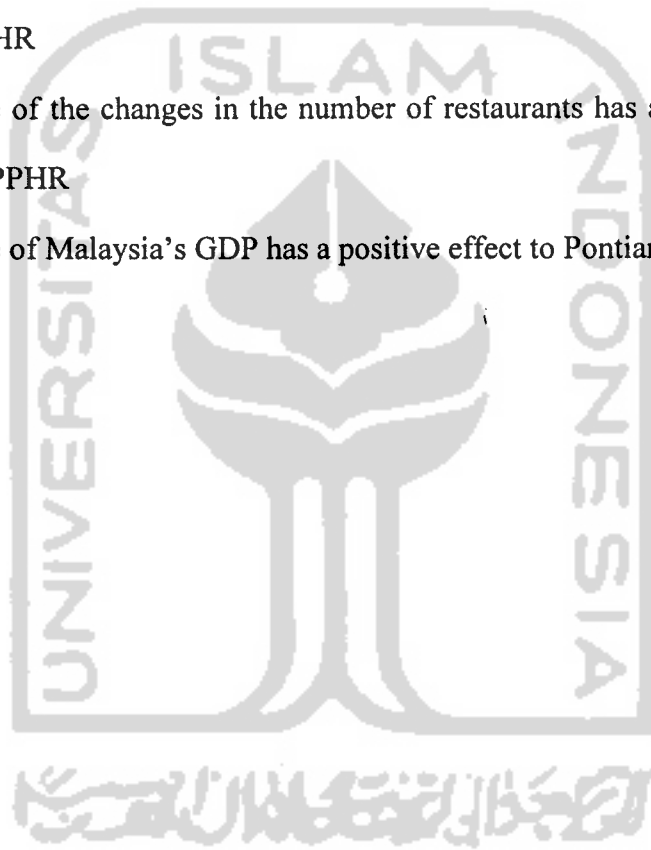 HR
of the changes in the number of restaurants has a
PPHR
of Malaysia's GDP has a positive effect to Pontian
ISLAM
UNIVERSITAS
INDONESIA